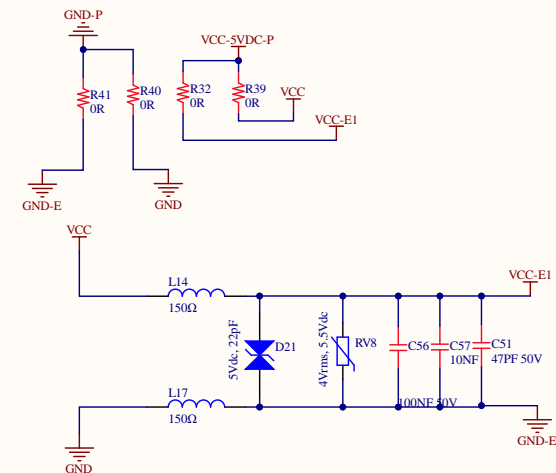 GND-P
VCC-5VDC-P
R41
0R
R40
0R
R32
0R
R39
0R
VCC
VCC-E1
GND-E
GND
VCC
L14
150Ω
VCC-E1
5Vdc, 22pF
D21
4Vrms, 5.5Vdc
RV8
C56
100NF 50V
C57
10NF
C51
47PF 50V
L17
150Ω
GND
GND-E